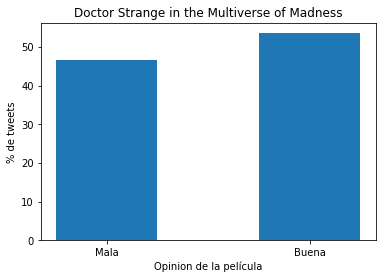 Doctor Strange in the Multiverse of Madness
% de tweets
50
40
30
20
10
0
Mala
Buena
Opinion de la película